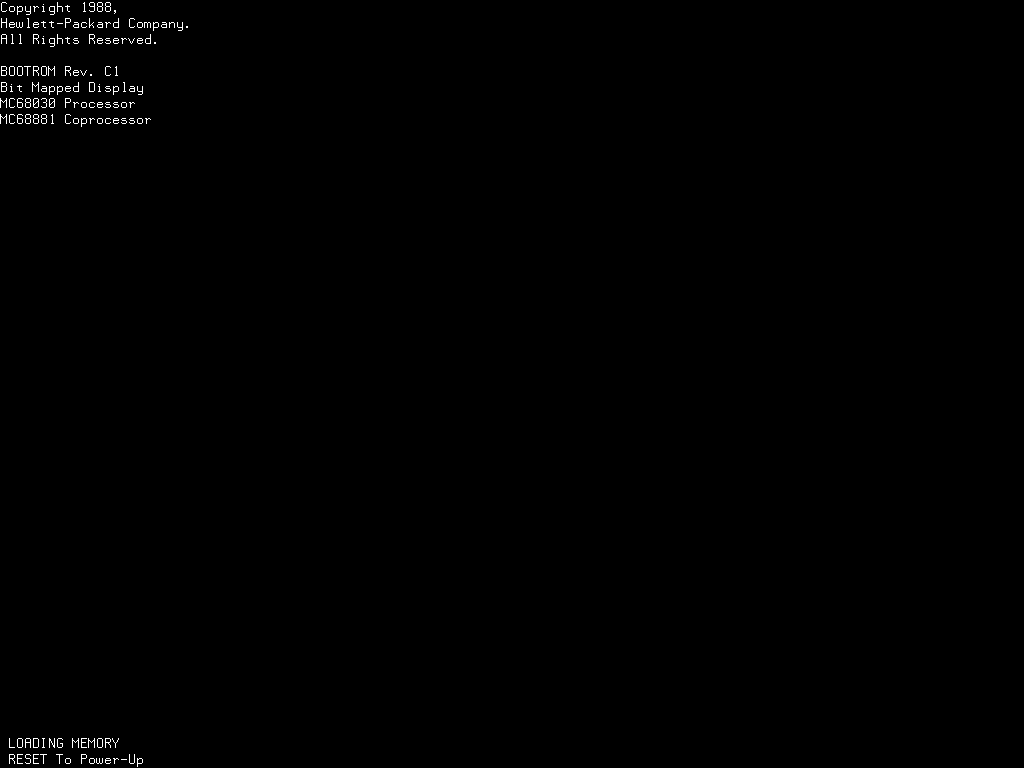 Copyright 1988,
Hewlett-Packard Company.
All Rights Reserved.
BOOTROM Rev. C1
Bit Mapped Display
MC68030 Processor
MC68881 Coprocessor
LOADING MEMORY
RESET To Power-Up